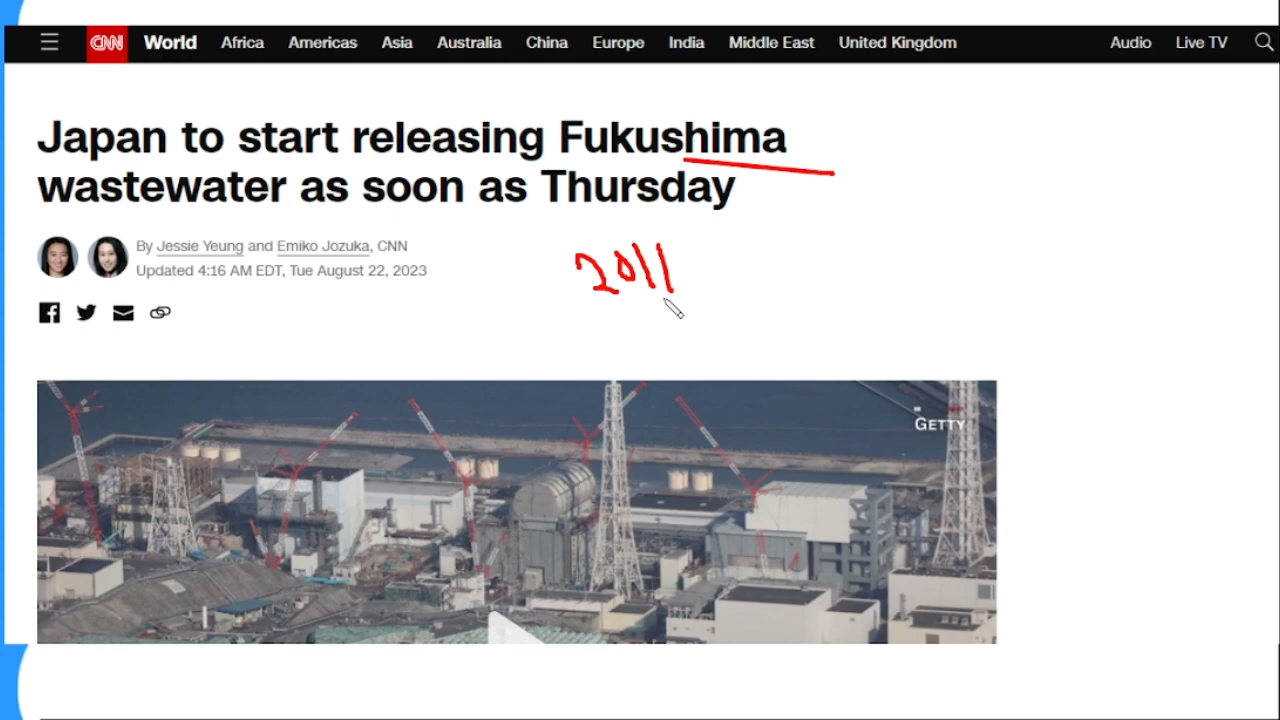 CNN World Africa Americas Asia Australia China Europe India Middle East United Kingdom Audio Live TV
Japan to start releasing Fukushima
wastewater as soon as Thursday
By Jessie Yeung and Emiko Jozuka, CNN
Updated 4:16 AM EDT, Tue August 22, 2023
2011
GETTY